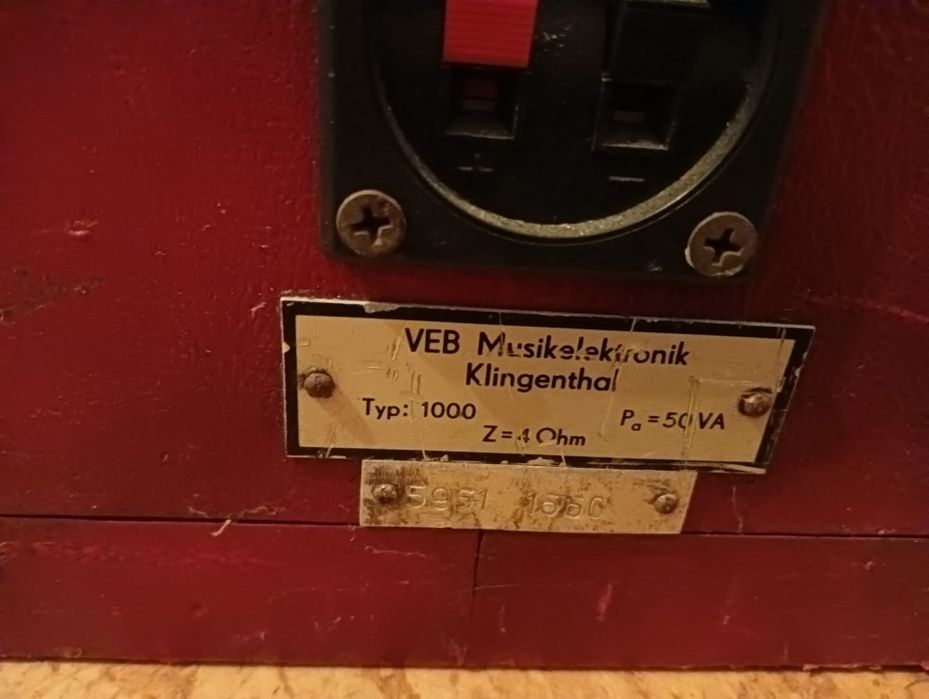 + −
VEB Musikelektronik
Klingenthal
Typ: 1000
Pa = 50 VA
Z = 4 Ohm